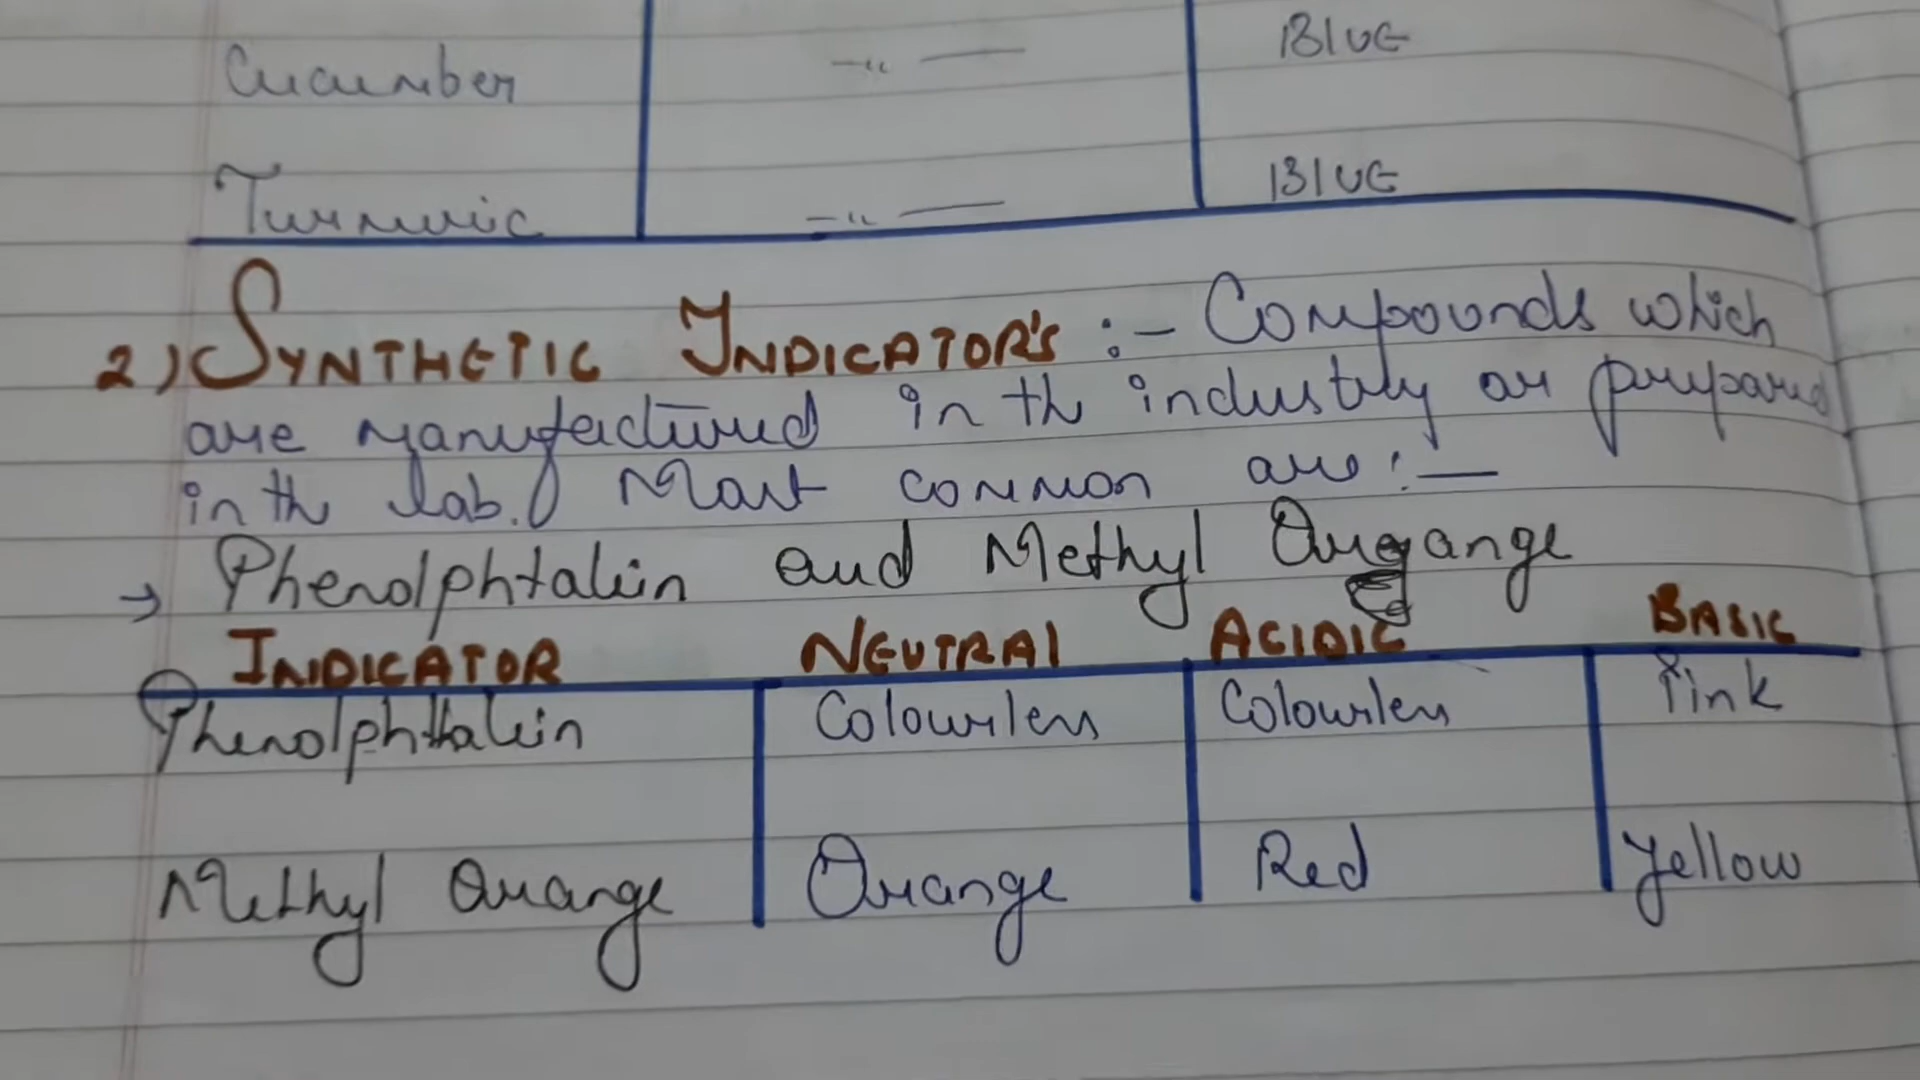 Cucumber —"— Blue
Turmeric —"— Blue
2) SYNTHETIC INDICATOR'S :- Compounds which
are manufactured in the industry or prepared
in the lab. Most common are :—
→ Phenolphtalein and Methyl Orange
INDICATOR NEUTRAL ACIDIC BASIC
Phenolphthalein Colourless Colourless Pink
Methyl Orange Orange Red Yellow